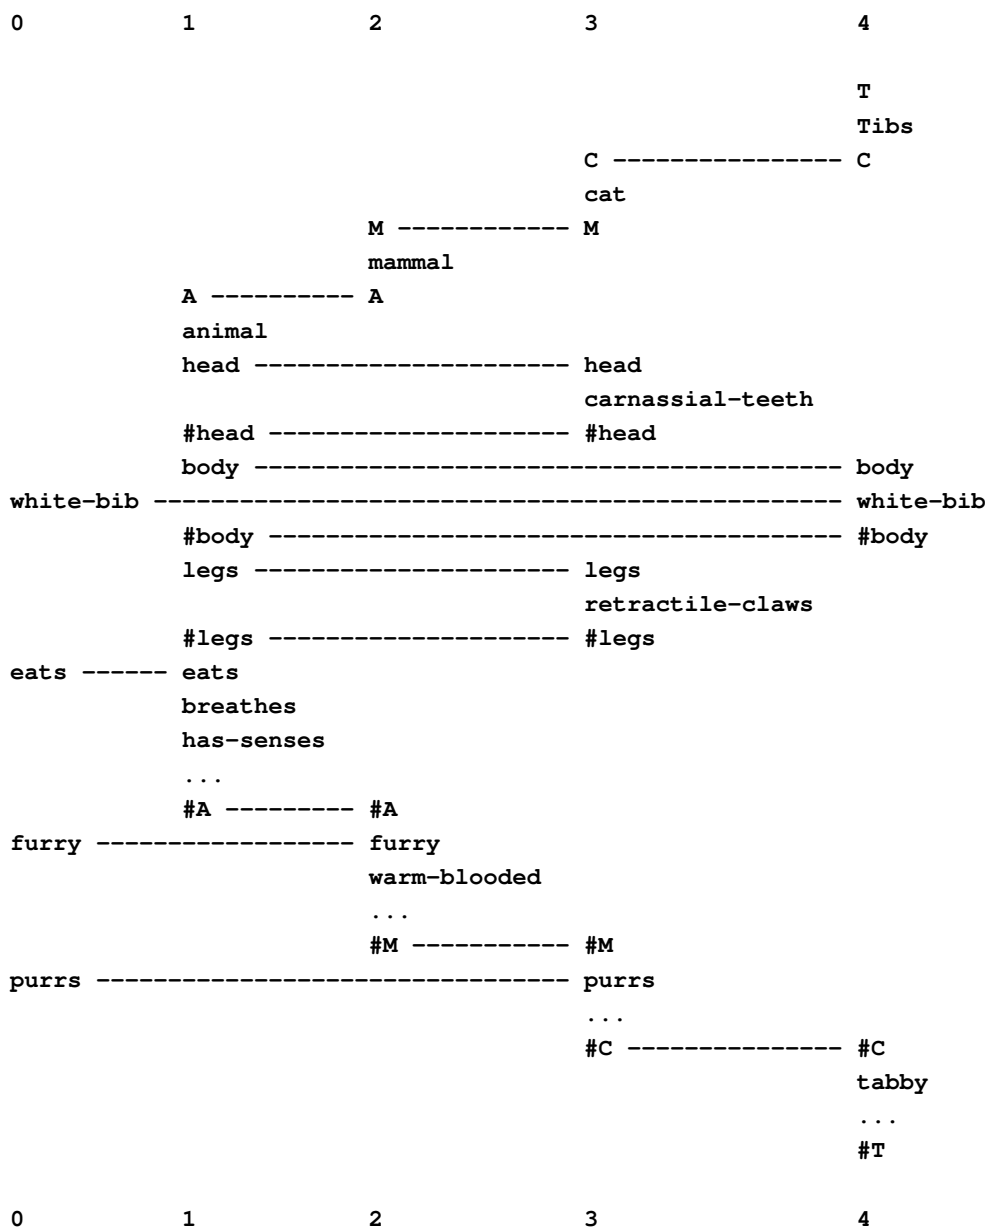 0 1 2 3 4
T
Tibs
C ---------------- C
cat
M ------------ M
mammal
A ---------- A
animal
head ---------------------- head
carnassial-teeth
#head --------------------- #head
body ----------------------------------------- body
white-bib ------------------------------------------------ white-bib
#body ---------------------------------------- #body
legs ---------------------- legs
retractile-claws
#legs --------------------- #legs
eats ------ eats
breathes
has-senses
...
#A --------- #A
furry ------------------ furry
warm-blooded
...
#M ----------- #M
purrs --------------------------------- purrs
...
#C --------------- #C
tabby
...
#T
0 1 2 3 4